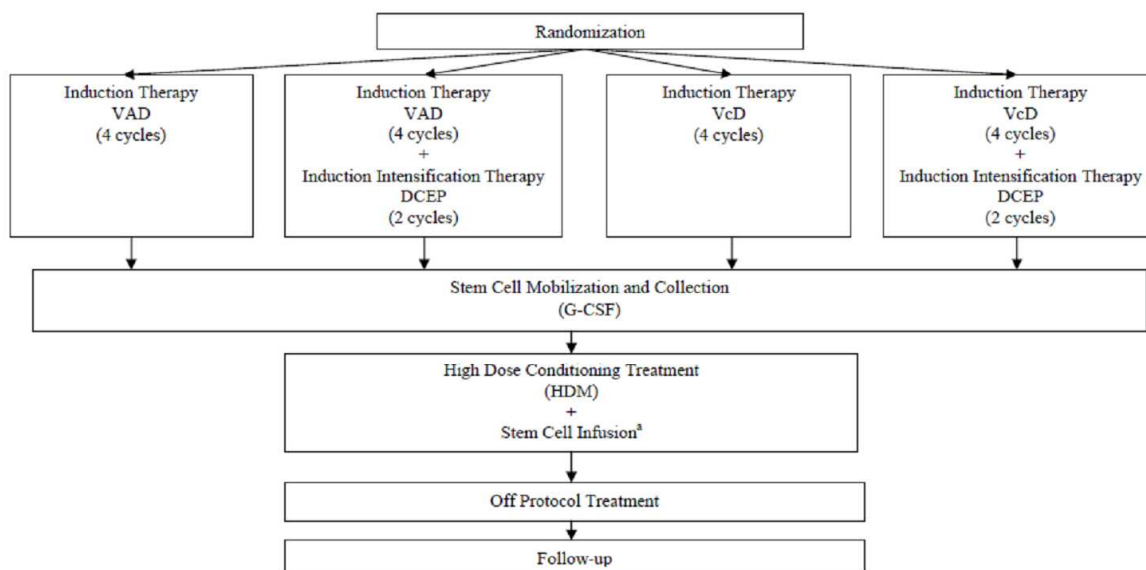 Randomization
Induction Therapy
VAD
(4 cycles)
Induction Therapy
VAD
(4 cycles)
+
Induction Intensification Therapy
DCEP
(2 cycles)
Induction Therapy
VcD
(4 cycles)
Induction Therapy
VcD
(4 cycles)
+
Induction Intensification Therapy
DCEP
(2 cycles)
Stem Cell Mobilization and Collection
(G-CSF)
High Dose Conditioning Treatment
(HDM)
+
Stem Cell Infusionᵃ
Off Protocol Treatment
Follow-up